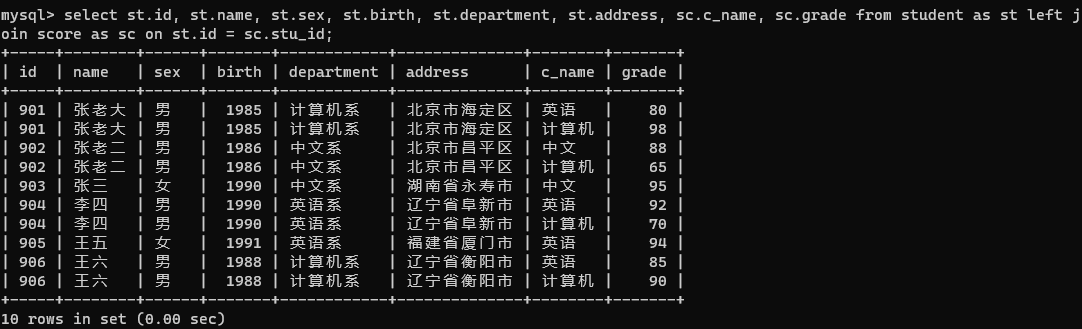 mysql> select st.id, st.name, st.sex, st.birth, st.department, st.address, sc.c_name, sc.grade from student as st left j
oin score as sc on st.id = sc.stu_id;
+-----+--------+------+-------+------------+--------------+--------+-------+
| id  | name   | sex  | birth | department | address      | c_name | grade |
+-----+--------+------+-------+------------+--------------+--------+-------+
| 901 | 张老大 | 男   |  1985 | 计算机系   | 北京市海定区 | 英语   |    80 |
| 901 | 张老大 | 男   |  1985 | 计算机系   | 北京市海定区 | 计算机 |    98 |
| 902 | 张老二 | 男   |  1986 | 中文系     | 北京市昌平区 | 中文   |    88 |
| 902 | 张老二 | 男   |  1986 | 中文系     | 北京市昌平区 | 计算机 |    65 |
| 903 | 张三   | 女   |  1990 | 中文系     | 湖南省永寿市 | 中文   |    95 |
| 904 | 李四   | 男   |  1990 | 英语系     | 辽宁省阜新市 | 英语   |    92 |
| 904 | 李四   | 男   |  1990 | 英语系     | 辽宁省阜新市 | 计算机 |    70 |
| 905 | 王五   | 女   |  1991 | 英语系     | 福建省厦门市 | 英语   |    94 |
| 906 | 王六   | 男   |  1988 | 计算机系   | 辽宁省衡阳市 | 英语   |    85 |
| 906 | 王六   | 男   |  1988 | 计算机系   | 辽宁省衡阳市 | 计算机 |    90 |
+-----+--------+------+-------+------------+--------------+--------+-------+
10 rows in set (0.00 sec)